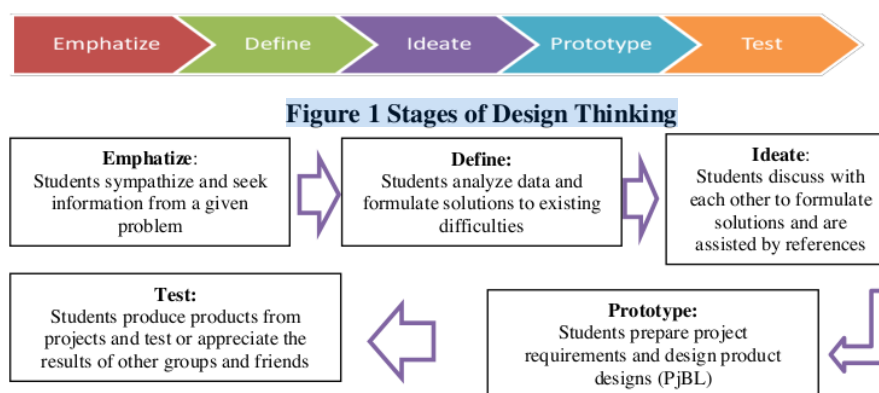 Emphatize
Define
Ideate
Prototype
Test
Figure 1 Stages of Design Thinking
Emphatize:
Students sympathize and seek
information from a given
problem
Define:
Students analyze data and
formulate solutions to existing
difficulties
Ideate:
Students discuss with
each other to formulate
solutions and are
assisted by references
Prototype:
Students prepare project
requirements and design product
designs (PjBL)
Test:
Students produce products from
projects and test or appreciate the
results of other groups and friends